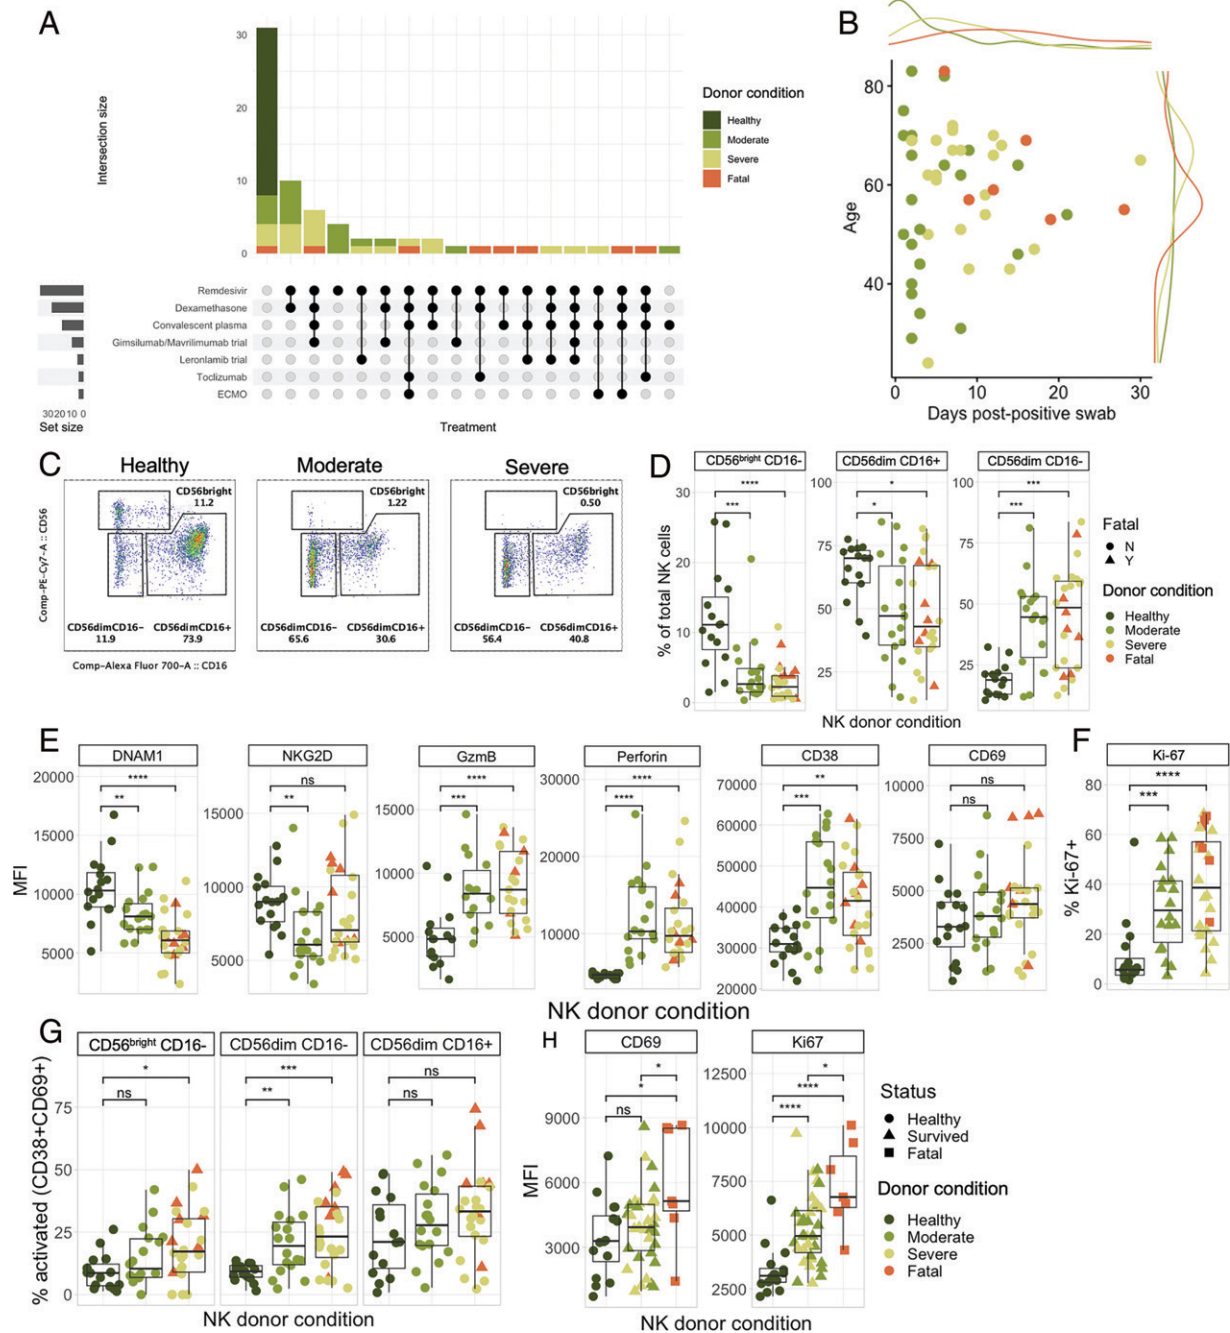 A
Intersection size
30
20
10
0
Donor condition
Healthy
Moderate
Severe
Fatal
Remdesivir
Dexamethasone
Convalescent plasma
Gimsilumab/Mavrilimumab trial
Leronlamib trial
Toclizumab
ECMO
302010 0
Set size
Treatment
B
Age
80
60
40
0
10
20
30
Days post-positive swab
C
Healthy
Moderate
Severe
Comp-PE-Cy7-A :: CD56
CD56bright
11.2
CD56dimCD16−
11.9
CD56dimCD16+
73.9
CD56bright
1.22
CD56dimCD16−
65.6
CD56dimCD16+
30.6
CD56bright
0.50
CD56dimCD16−
56.4
CD56dimCD16+
40.8
Comp-Alexa Fluor 700-A :: CD16
D
% of total NK cells
CD56bright CD16-
30
20
10
0
****
***
CD56dim CD16+
100
75
50
25
*
*
CD56dim CD16-
100
75
50
25
***
***
NK donor condition
Fatal
N
Y
Donor condition
Healthy
Moderate
Severe
Fatal
E
MFI
DNAM1
20000
15000
10000
5000
****
**
NKG2D
15000
10000
5000
ns
**
GzmB
15000
10000
5000
****
***
Perforin
30000
20000
10000
****
****
CD38
70000
60000
50000
40000
30000
20000
**
***
CD69
10000
7500
5000
2500
ns
ns
NK donor condition
F
% Ki-67+
Ki-67
80
60
40
20
0
****
***
G
% activated (CD38+CD69+)
CD56bright CD16-
CD56dim CD16-
CD56dim CD16+
75
50
25
0
*
ns
***
**
ns
ns
NK donor condition
H
MFI
CD69
9000
6000
3000
*
*
ns
Ki67
12500
10000
7500
5000
2500
*
****
****
NK donor condition
Status
Healthy
Survived
Fatal
Donor condition
Healthy
Moderate
Severe
Fatal